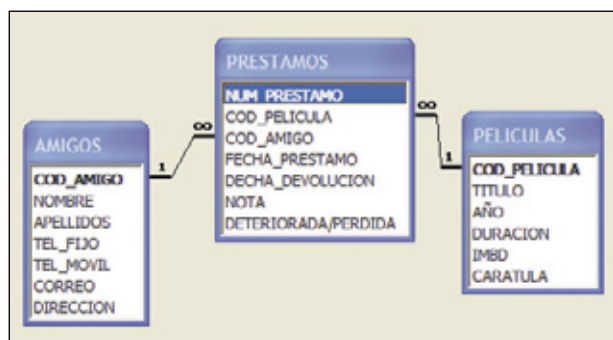 PRESTAMOS
NUM_PRESTAMO
COD_PELICULA
COD_AMIGO
FECHA_PRESTAMO
DECHA_DEVOLUCION
NOTA
DETERIORADA/PERDIDA
AMIGOS
COD_AMIGO
NOMBRE
APELLIDOS
TEL_FIJO
TEL_MOVIL
CORREO
DIRECCION
PELICULAS
COD_PELICULA
TITULO
AÑO
DURACION
IMBD
CARATULA
1
∞
∞
1